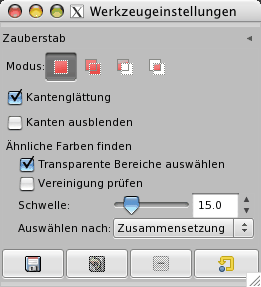 Werkzeugeinstellungen
Zauberstab
Modus:
Kantenglättung
Kanten ausblenden
Ähnliche Farben finden
Transparente Bereiche auswählen
Vereinigung prüfen
Schwelle: 15.0
Auswählen nach: Zusammensetzung